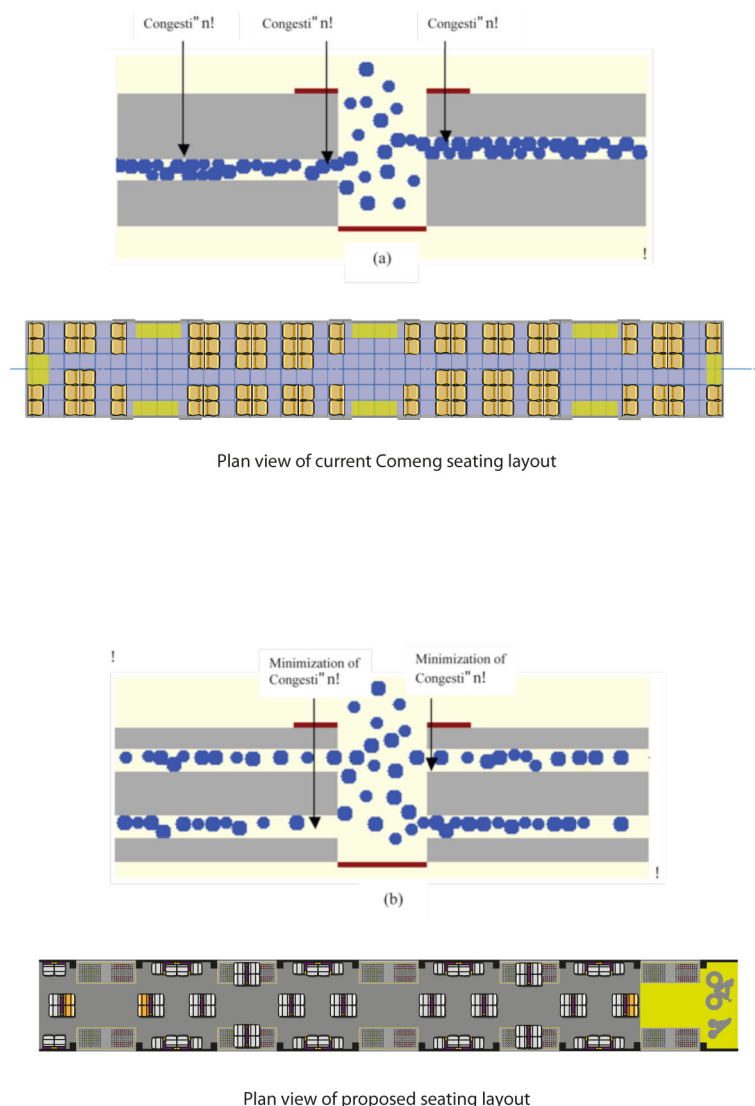 Congesti" n! Congesti" n! Congesti" n!
(a)
!
Plan view of current Comeng seating layout
!
Minimization of
Congesti" n!
Minimization of
Congesti" n!
!
(b)
Plan view of proposed seating layout